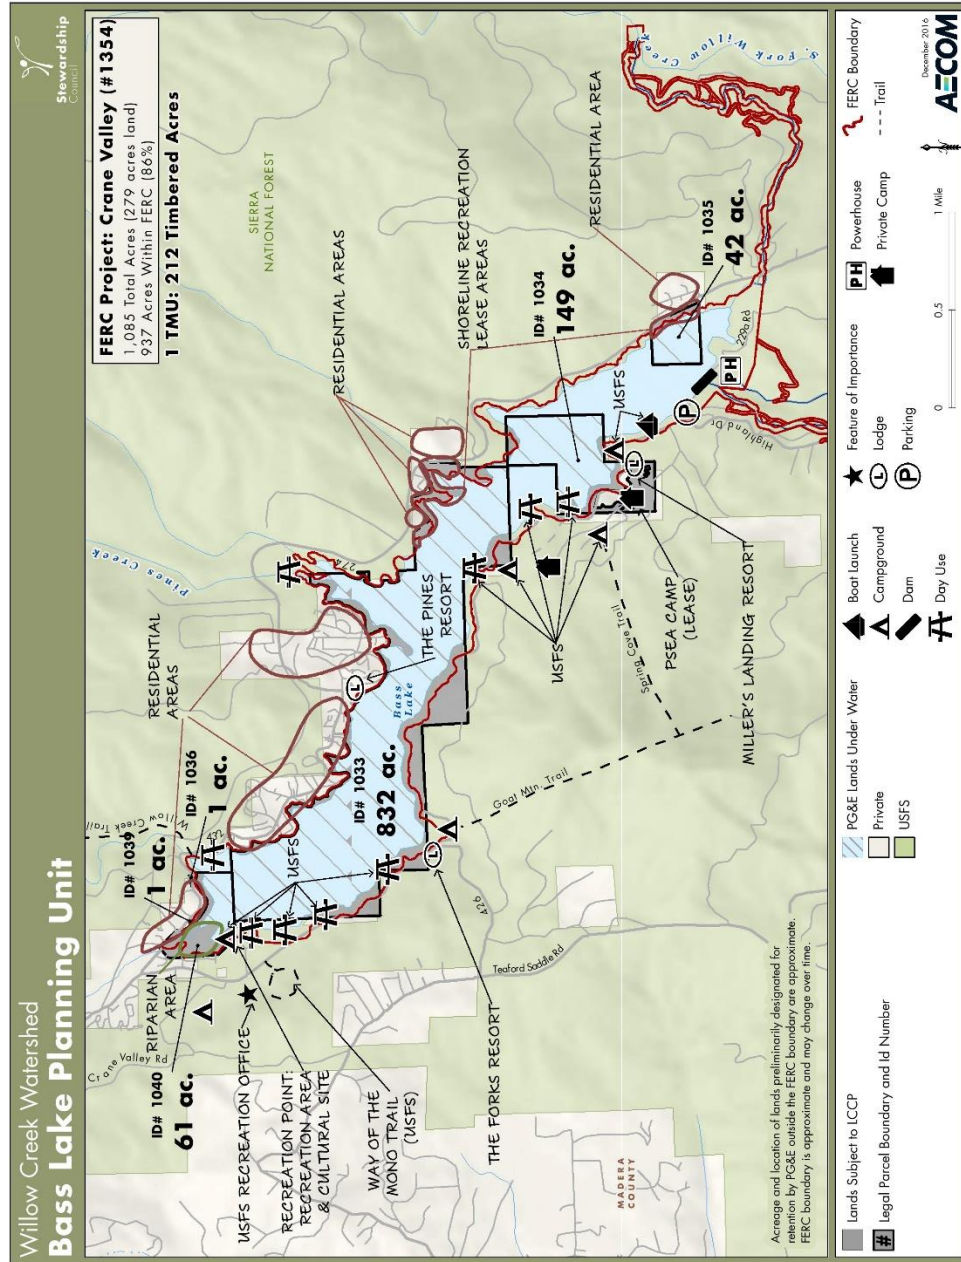 Willow Creek Watershed
Bass Lake Planning Unit
Stewardship
Council
FERC Project: Crane Valley (#1354)
1,085 Total Acres (279 acres land)
937 Acres Within FERC (86%)
1 TMU: 212 Timbered Acres
SIERRA
NATIONAL FOREST
S. Fork Willow Creek
Pines Creek
RESIDENTIAL
AREAS
RESIDENTIAL AREAS
SHORELINE RECREATION
LEASE AREAS
RESIDENTIAL AREA
Willow Creek Trail
432
274
ID# 1039
1 ac.
ID# 1036
1 ac.
ID# 1033
832 ac.
ID# 1034
149 ac.
ID# 1035
42 ac.
ID# 1040
61 ac.
RIPARIAN
AREA
Crane Valley Rd
USFS
Bass
Lake
THE PINES
RESORT
USFS
USFS
229a Rd
Highland Dr
PH
P
L
L
L
USFS RECREATION OFFICE
RECREATION POINT:
RECREATION AREA
& CULTURAL SITE
WAY OF THE
MONO TRAIL
(USFS)
THE FORKS RESORT
Teaford Saddle Rd
426
Goat Mtn. Trail
Spring Cove Trail
PSEA CAMP
(LEASE)
MILLER'S LANDING RESORT
MADERA
COUNTY
Acreage and location of lands preliminarily designated for
retention by PG&E outside the FERC boundary are approximate.
FERC boundary is approximate and may change over time.
Lands Subject to LCCP
# Legal Parcel Boundary and Id Number
PG&E Lands Under Water
Private
USFS
Boat Launch
Campground
Dam
Day Use
Feature of Importance
L Lodge
P Parking
PH Powerhouse
Private Camp
FERC Boundary
Trail
0 0.5 1 Mile
December 2016
AECOM